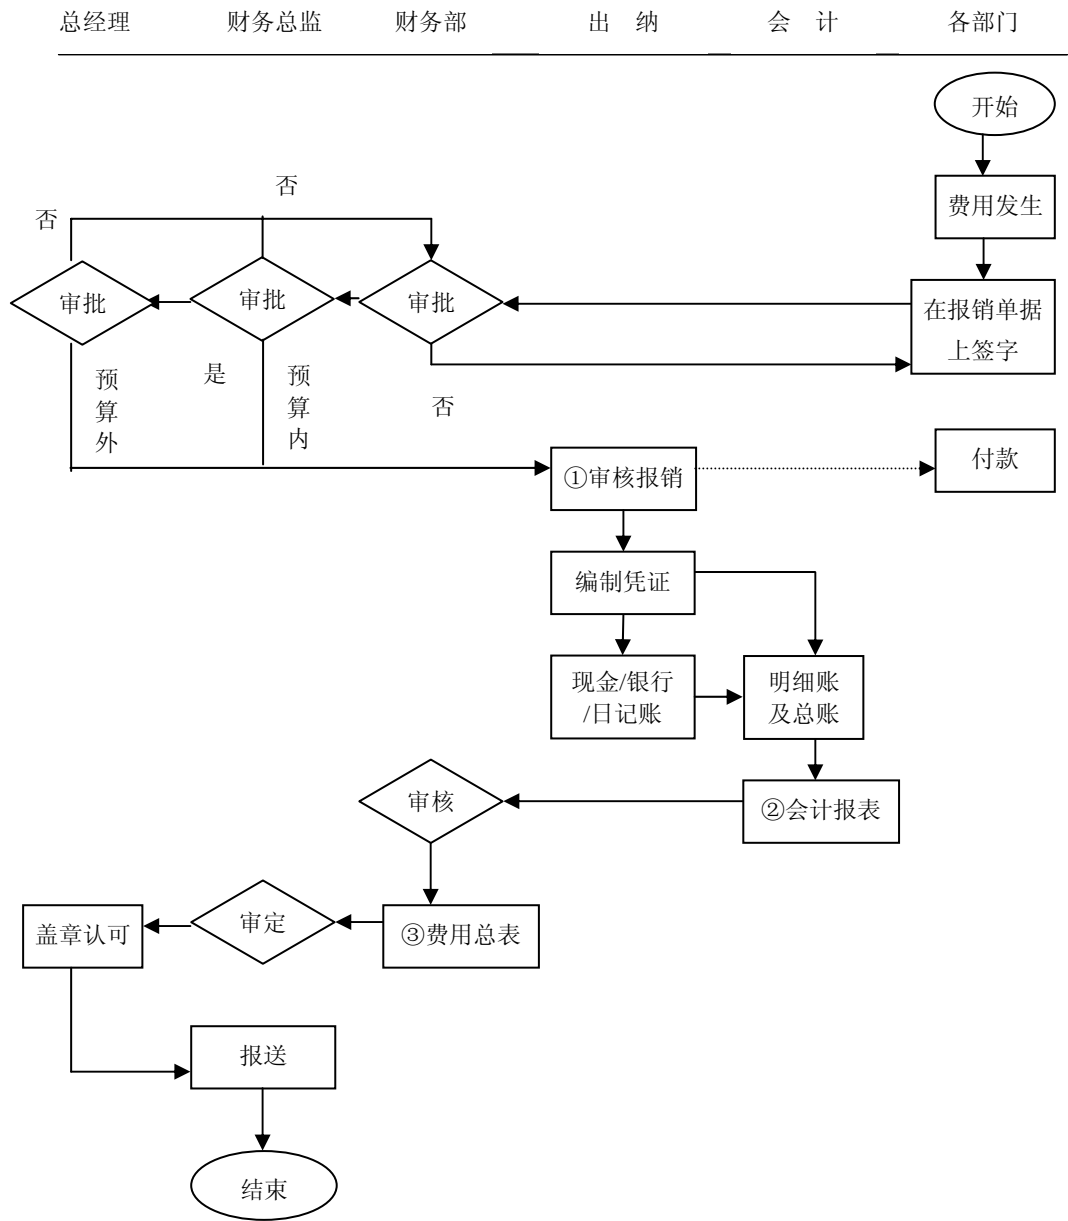 总经理 财务总监 财务部 出 纳 会 计 各部门
开始
否
费用发生
否
审批 审批 审批 在报销单据
上签字
预算外
是
预算内
否
①审核报销 付款
编制凭证
现金/银行
/日记账
明细账
及总账
审核 ②会计报表
盖章认可 审定 ③费用总表
报送
结束